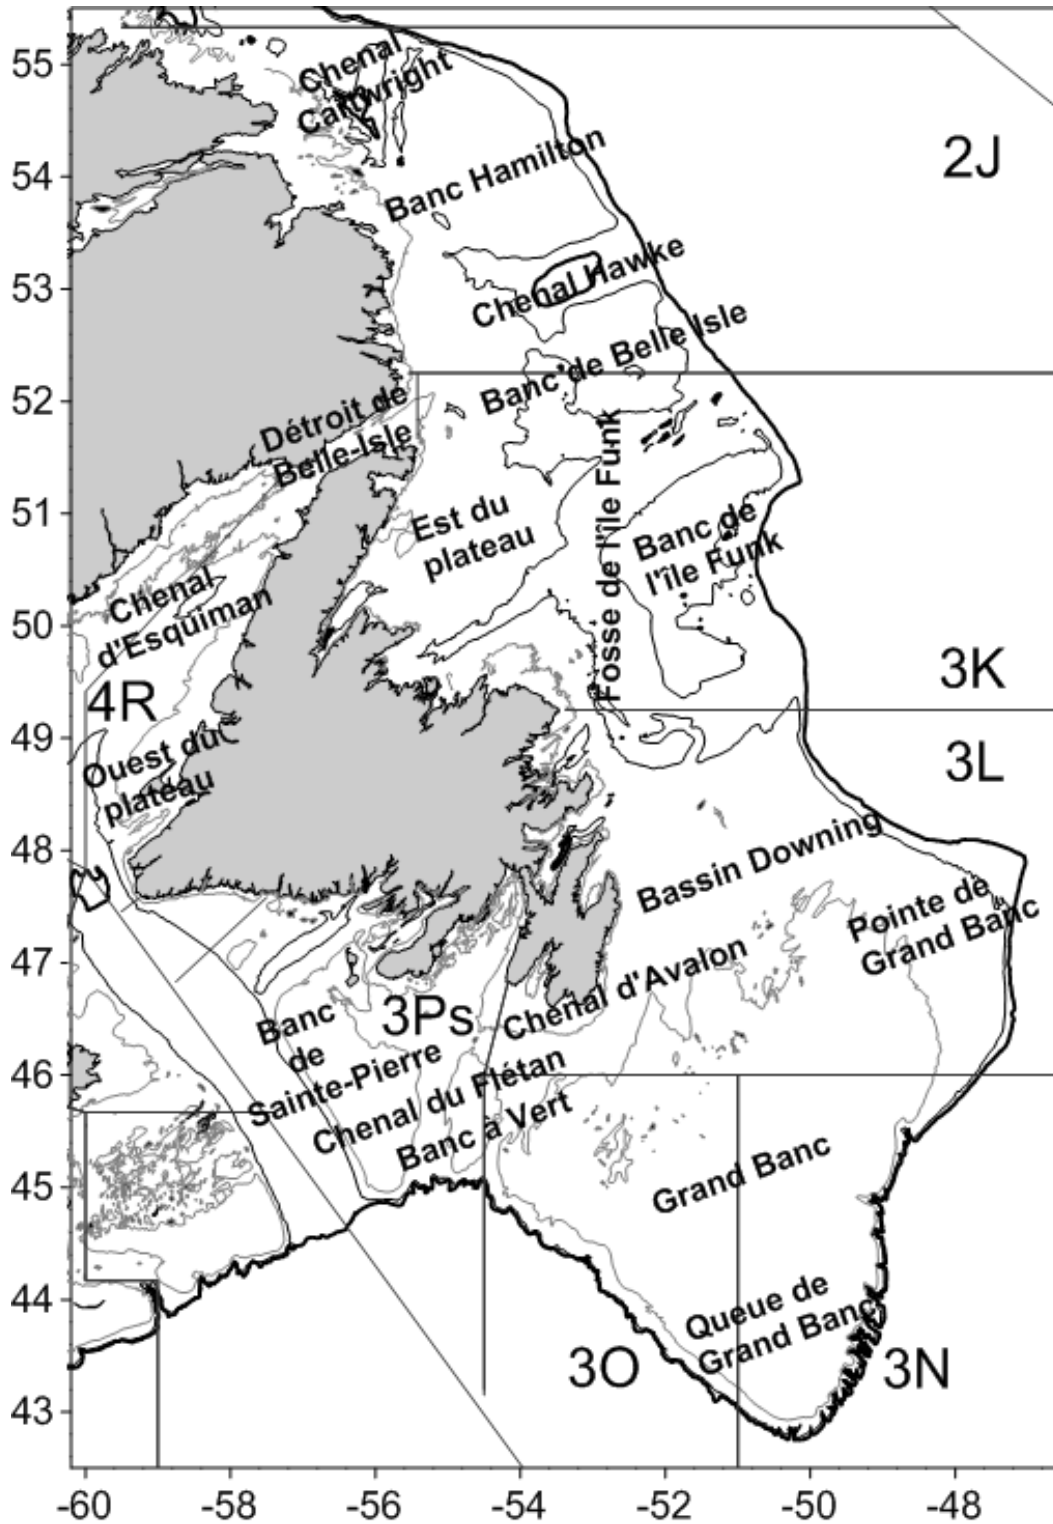 55
54
53
52
51
50
49
48
47
46
45
44
43
Chenal
Cartwright
2J
Banc Hamilton
Chenal Hawke
Banc de Belle Isle
Détroit de
Belle-Isle
Est du
plateau
Fosse de l'île Funk
Banc de
l'île Funk
Chenal
d'Esquiman
4R
3K
Ouest du
plateau
3L
Bassin Downing
Pointe de
Grand Banc
Chenal d'Avalon
3Ps
Banc
de
Sainte-Pierre
Chenal du Flétan
Banc à Vert
Grand Banc
Queue de
Grand Banc
3O
3N
-60
-58
-56
-54
-52
-50
-48